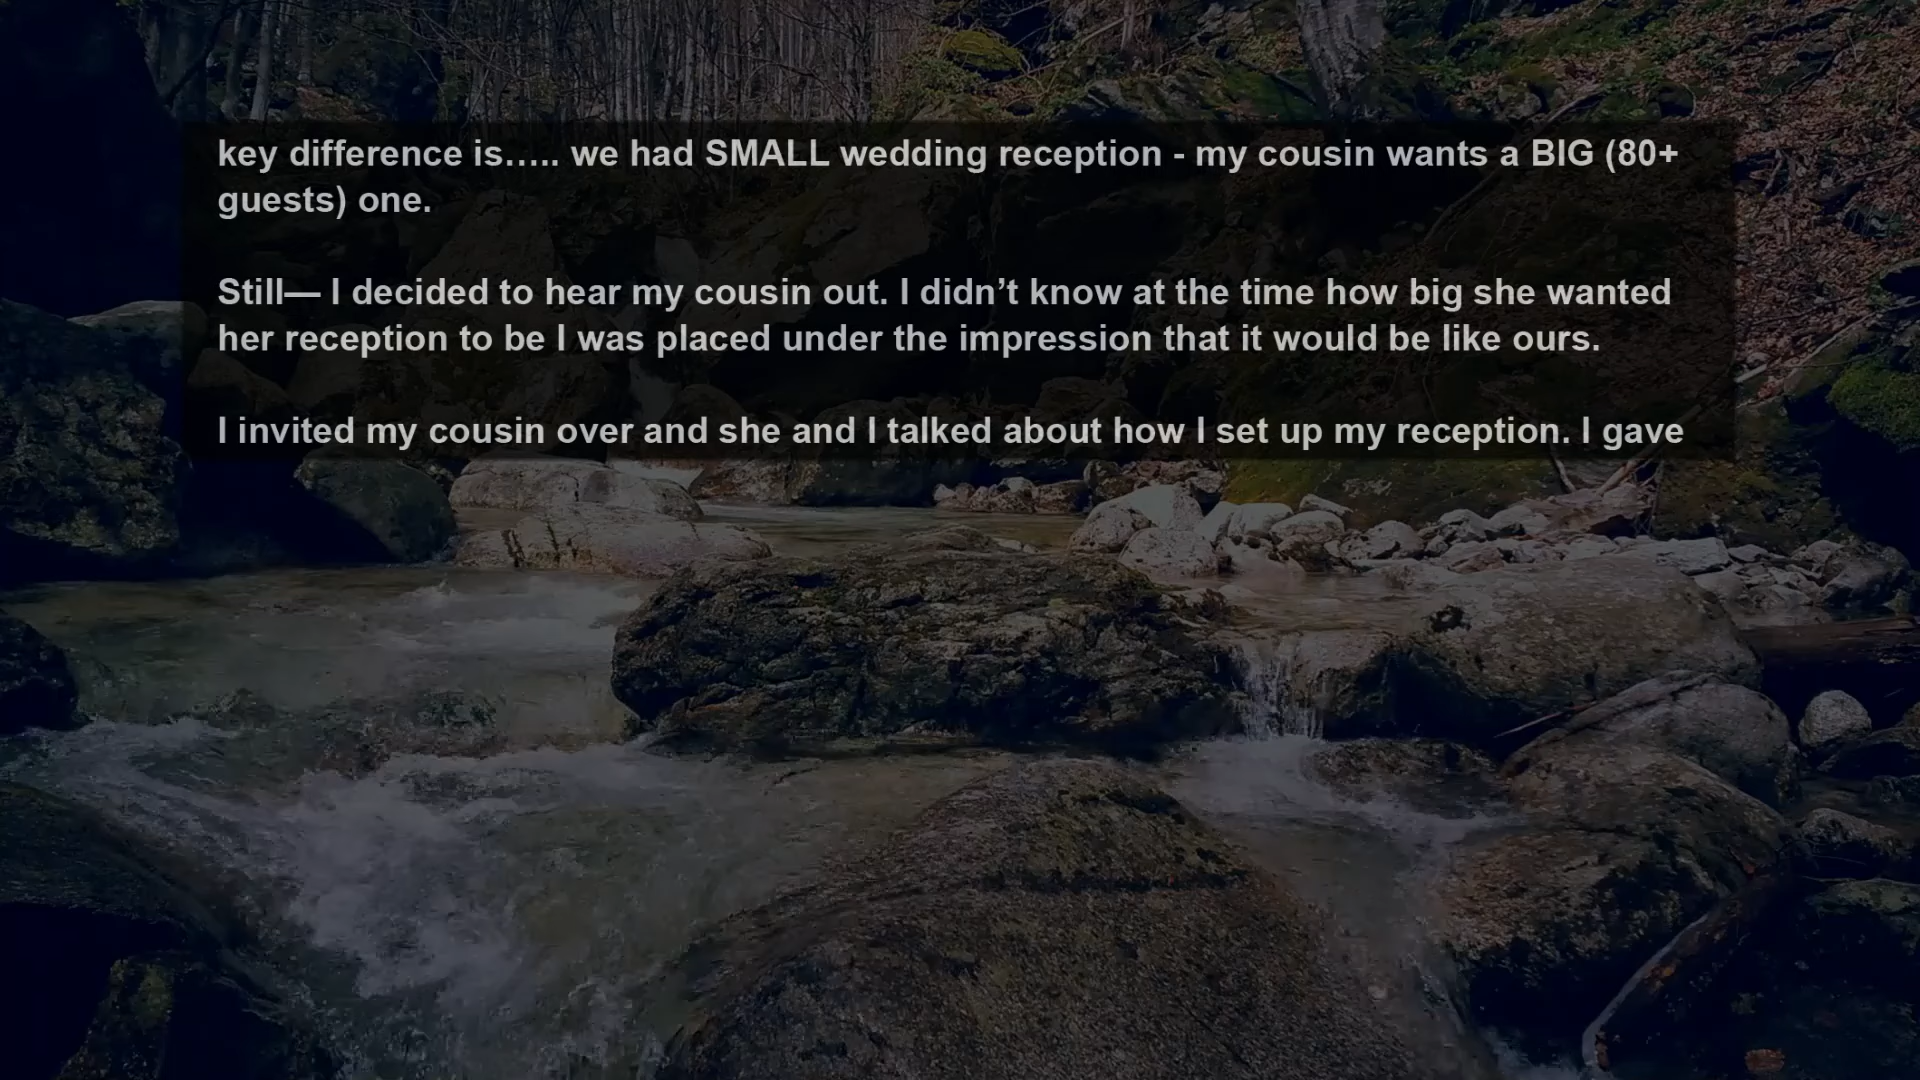 key difference is….. we had SMALL wedding reception - my cousin wants a BIG (80+
guests) one.
Still— I decided to hear my cousin out. I didn’t know at the time how big she wanted
her reception to be I was placed under the impression that it would be like ours.
I invited my cousin over and she and I talked about how I set up my reception. I gave